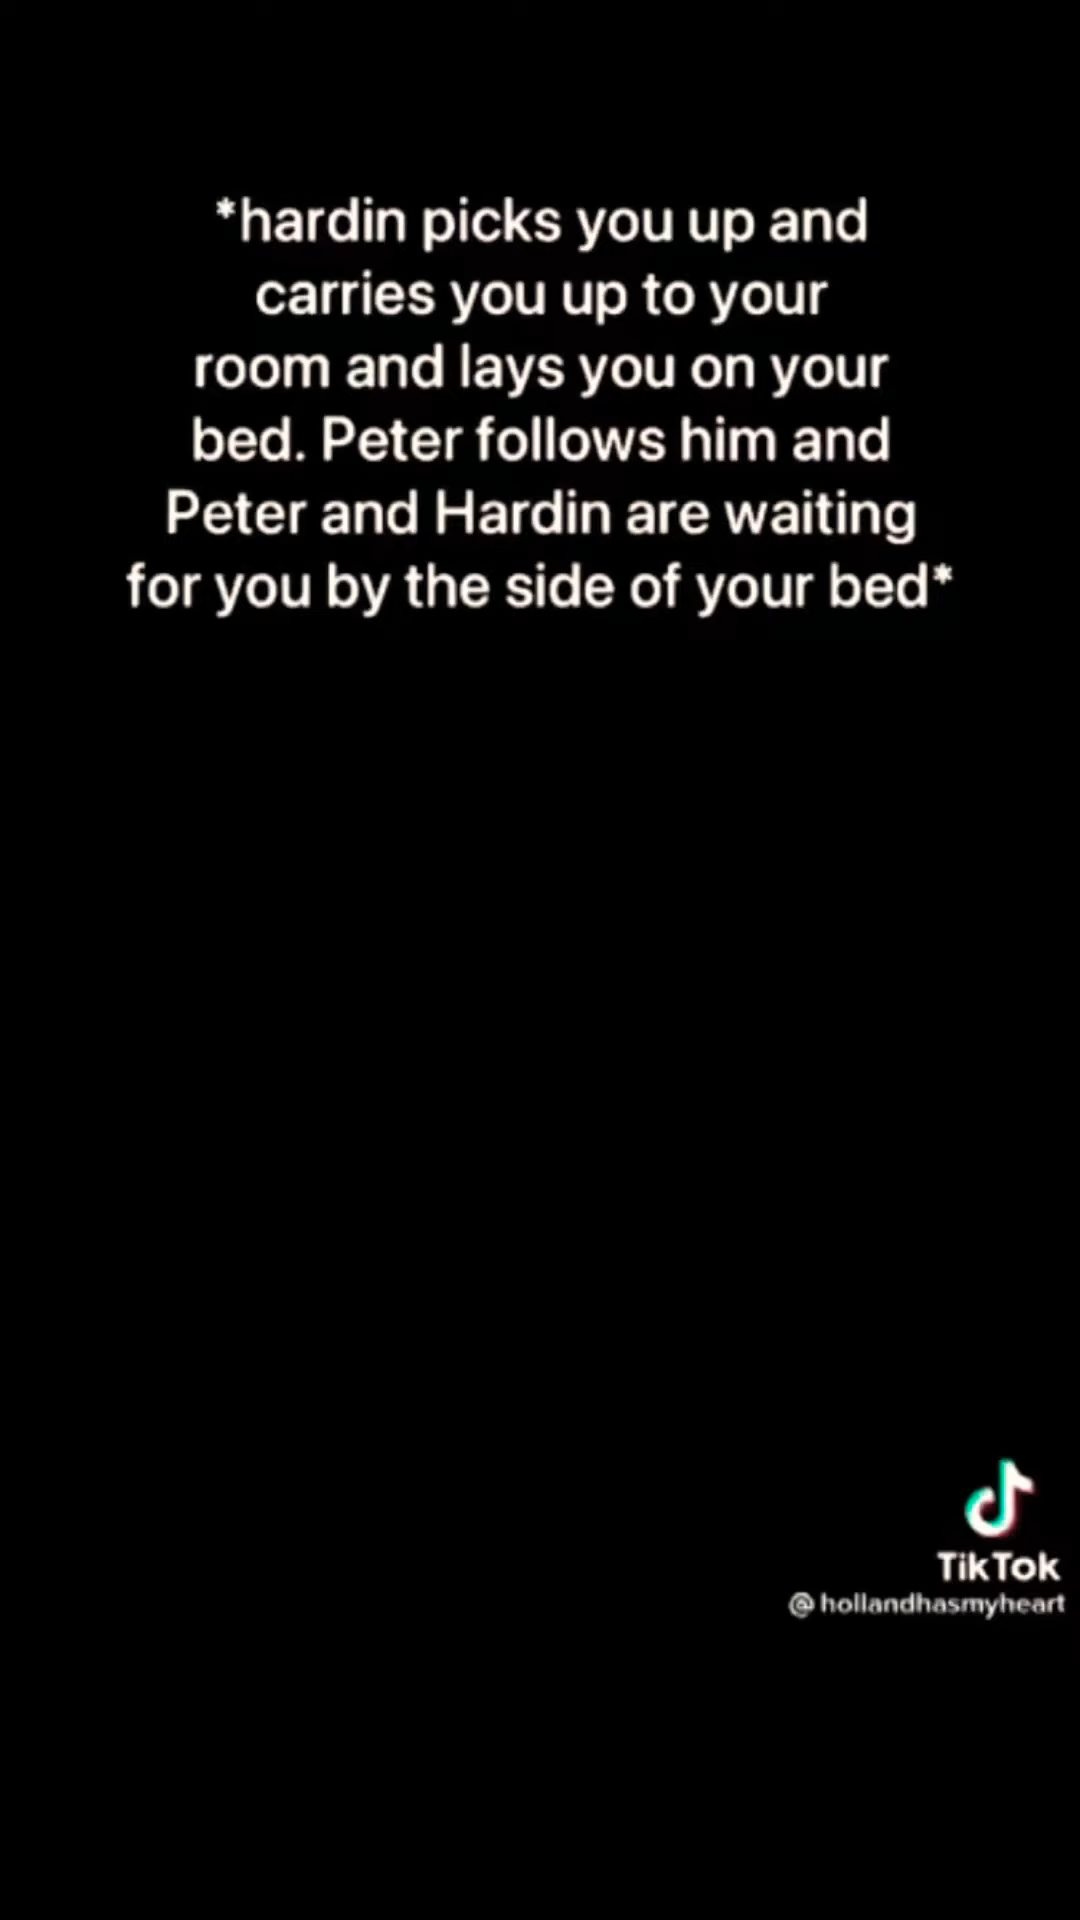 *hardin picks you up and
carries you up to your
room and lays you on your
bed. Peter follows him and
Peter and Hardin are waiting
for you by the side of your bed*
TikTok
@hollandhasmyheart